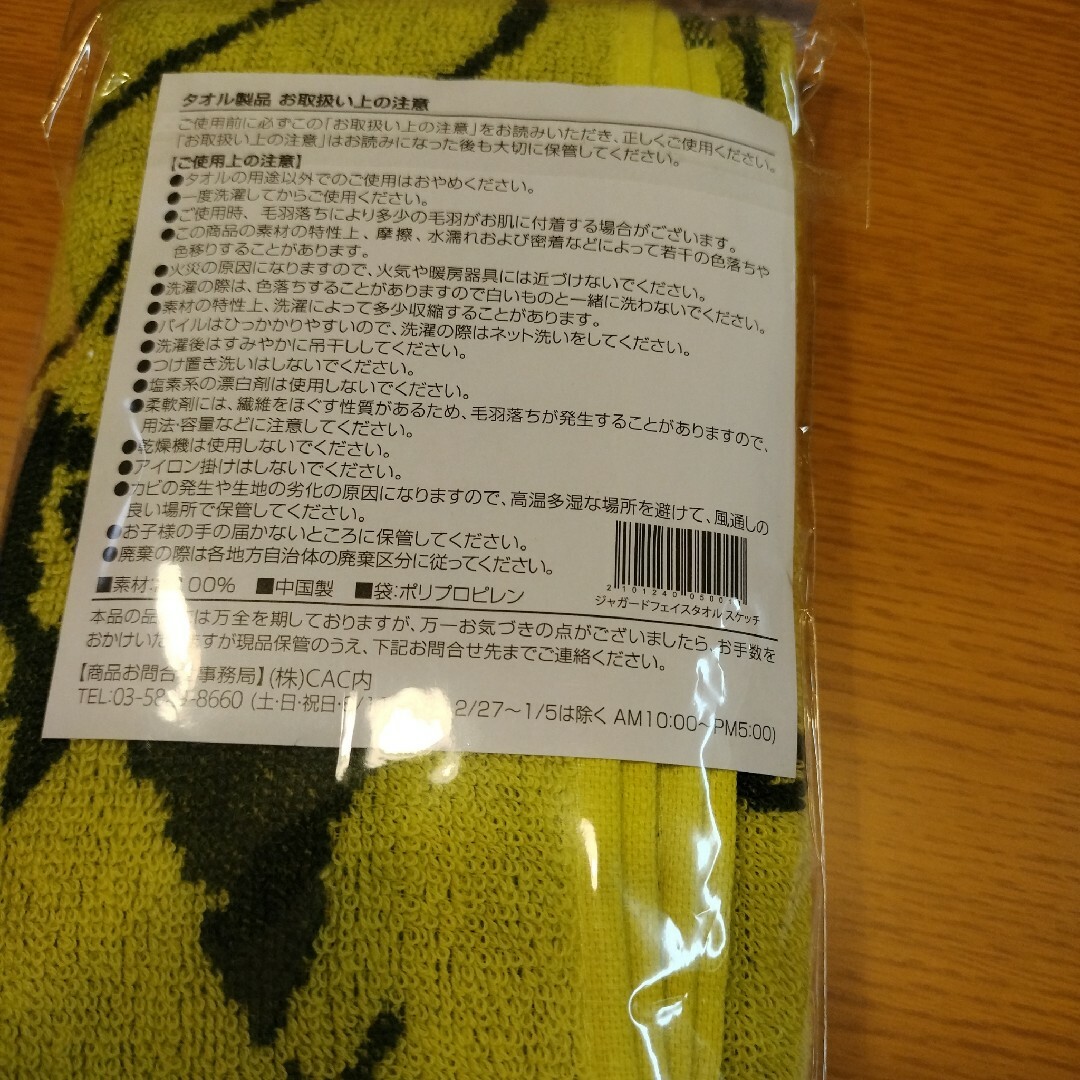 タオル製品 お取扱い上の注意
ご使用前に必ずこの「お取扱い上の注意」をお読みいただき、正しくご使用ください。
「お取扱い上の注意」はお読みになった後も大切に保管してください。
【ご使用上の注意】
●タオルの用途以外でのご使用はおやめください。
●一度洗濯してからご使用ください。
●ご使用時、毛羽落ちにより多少の毛羽がお肌に付着する場合がございます。
●この商品の素材の特性上、摩擦、水濡れおよび密着などによって若干の色落ちや
色移りすることがあります。
●火災の原因になりますので、火気や暖房器具には近づけないでください。
●洗濯の際は、色落ちすることがありますので白いものと一緒に洗わないでください。
●素材の特性上、洗濯によって多少収縮することがあります。
●パイルはひっかかりやすいので、洗濯の際はネット洗いをしてください。
●洗濯後はすみやかに吊干ししてください。
●つけ置き洗いはしないでください。
●塩素系の漂白剤は使用しないでください。
●柔軟剤には、繊維をほぐす性質があるため、毛羽落ちが発生することがありますので、
用法・容量などに注意してください。
●乾燥機は使用しないでください。
●アイロン掛けはしないでください。
●カビの発生や生地の劣化の原因になりますので、高温多湿な場所を避けて、風通しの
良い場所で保管してください。
●お子様の手の届かないところに保管してください。
●廃棄の際は各地方自治体の廃棄区分に従ってください。
■素材: 00% ■中国製 ■袋:ポリプロピレン
2 101240 05001
ジャガードフェイスタオル スケッチ
本品の品 は万全を期しておりますが、万一お気づきの点がございましたら、お手数を
おかけいた ますが現品保管のうえ、下記お問合せ先までご連絡ください。
【商品お問合 事務局】(株)CAC内
TEL:03-58 -8660 (土・日・祝日・ 2/27〜1/5は除く AM10:00〜PM5:00)